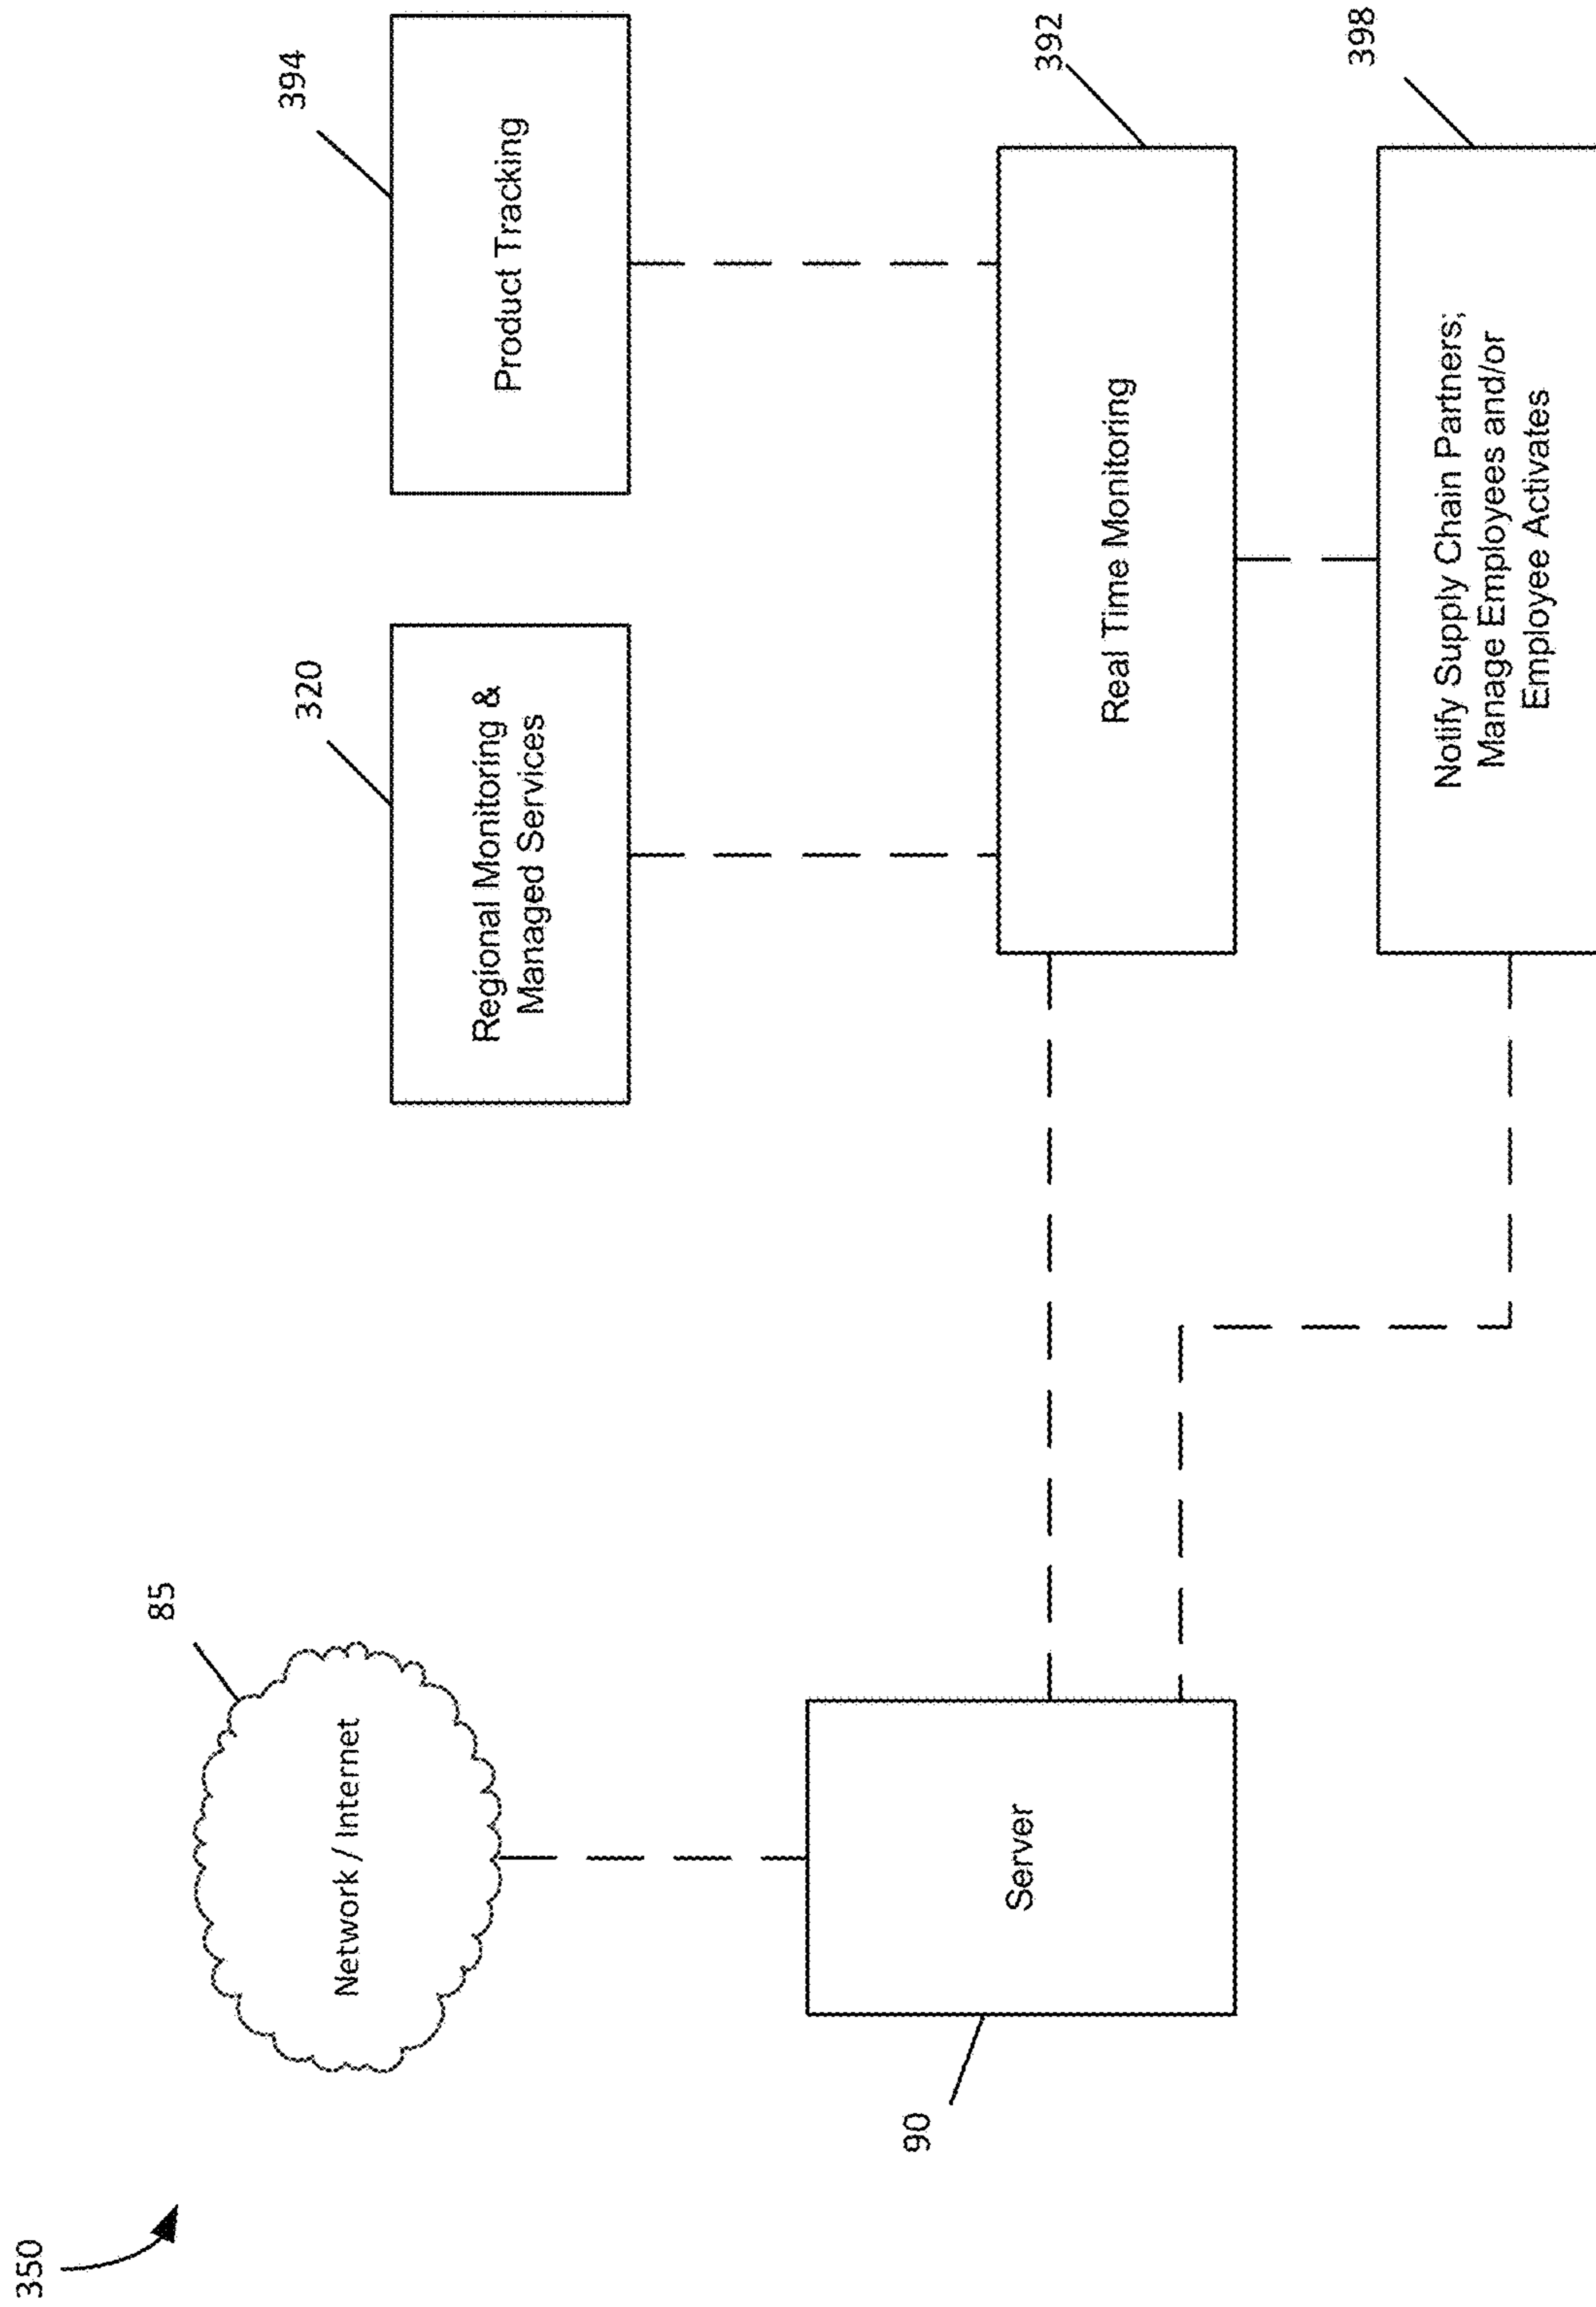 350
85
320
394
Network / Internet
Regional Monitoring &
Managed Services
Product Tracking
90
Server
392
Real Time Monitoring
398
Notify Supply Chain Partners;
Manage Employees and/or
Employee Activates